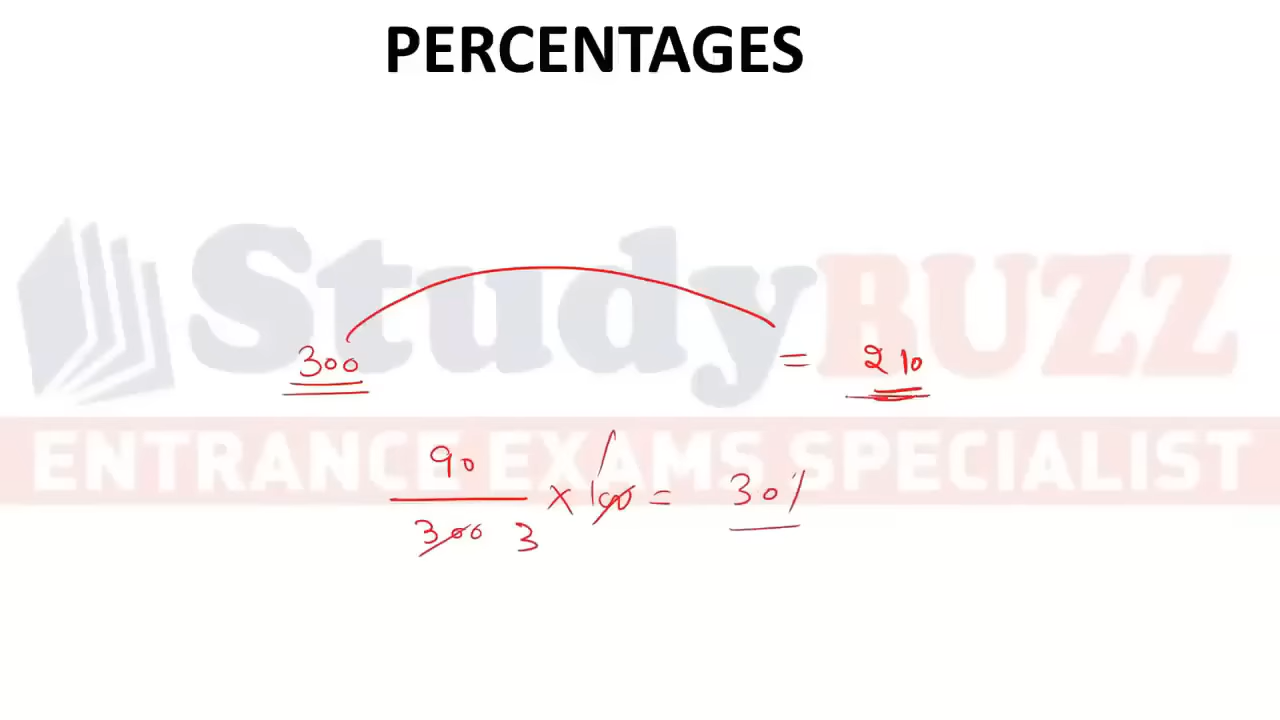 PERCENTAGES
StudyBUZZ
ENTRANCE EXAMS SPECIALIST
300 = 210
90
300 3 × 100 = 30%